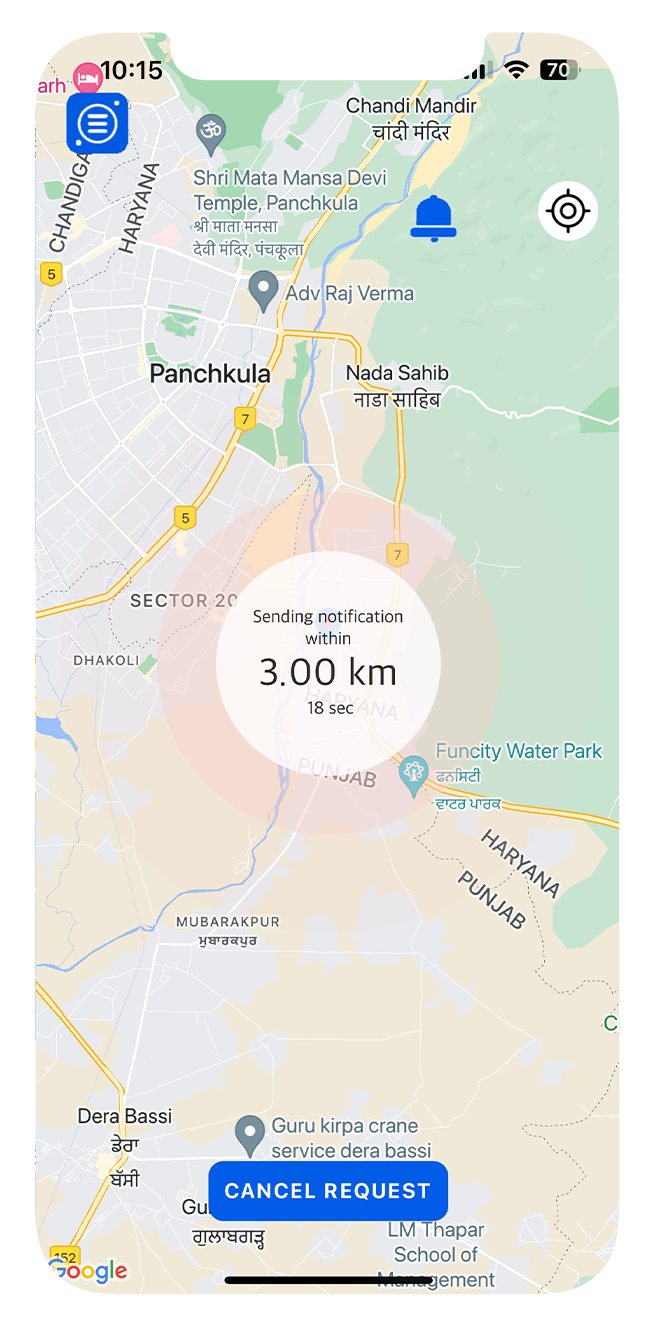 10:15
70
arh
Chandi Mandir
चांदी मंदिर
CHANDIGA
HARYANA
Shri Mata Mansa Devi
Temple, Panchkula
श्री माता मनसा
देवी मंदिर, पंचकूला
5
Adv Raj Verma
Panchkula
Nada Sahib
नाडा साहिब
7
5
7
SECTOR 20
Sending notification
within
3.00 km
18 sec
DHAKOLI
HARYANA
PUNJAB
Funcity Water Park
ਫਨਸਿਟੀ
ਵਾਟਰ ਪਾਰਕ
HARYANA
PUNJAB
MUBARAKPUR
ਮੁਬਾਰਕਪੁਰ
C
Dera Bassi
ਡੇਰਾ
ਬੱਸੀ
Guru kirpa crane
service dera bassi
CANCEL REQUEST
Gu
ਗੁਲਾਬਗੜ੍ਹ
LM Thapar
School of
Management
152
Google